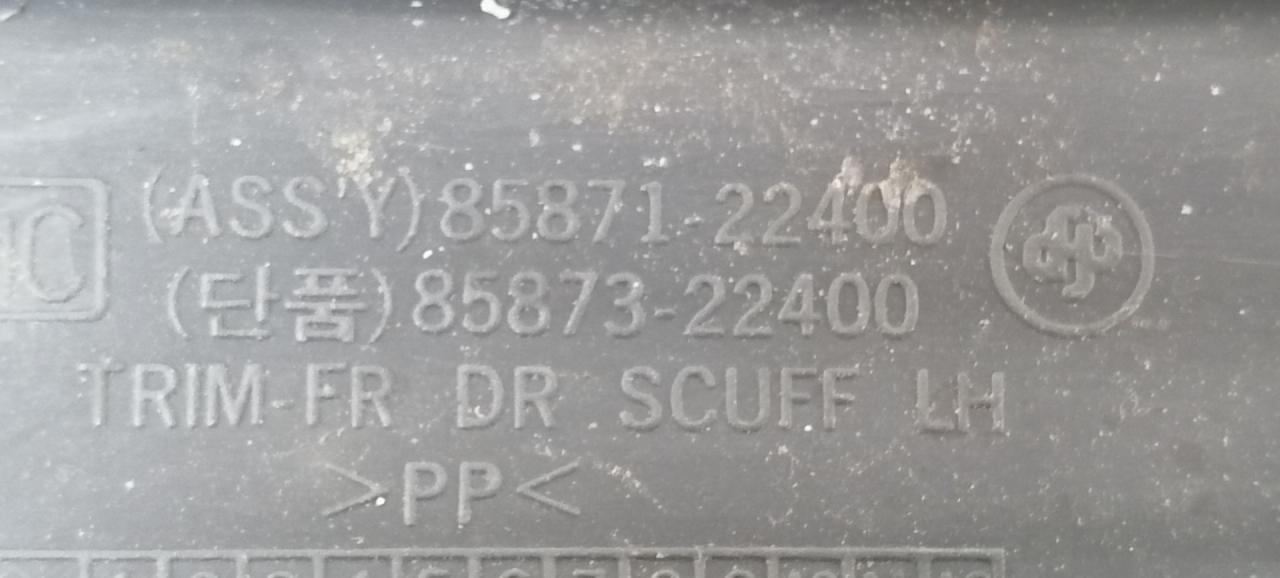 (ASS'Y)85871-22400
(단품)85873-22400
TRIM-FR DR SCUFF LH
>PP<